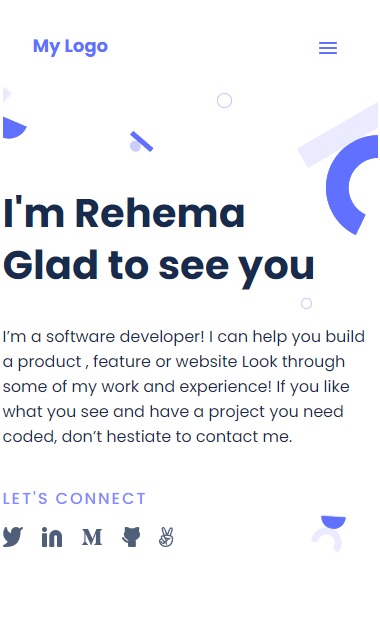 My Logo
I'm Rehema
Glad to see you
I’m a software developer! I can help you build
a product , feature or website Look through
some of my work and experience! If you like
what you see and have a project you need
coded, don’t hestiate to contact me.
LET'S CONNECT